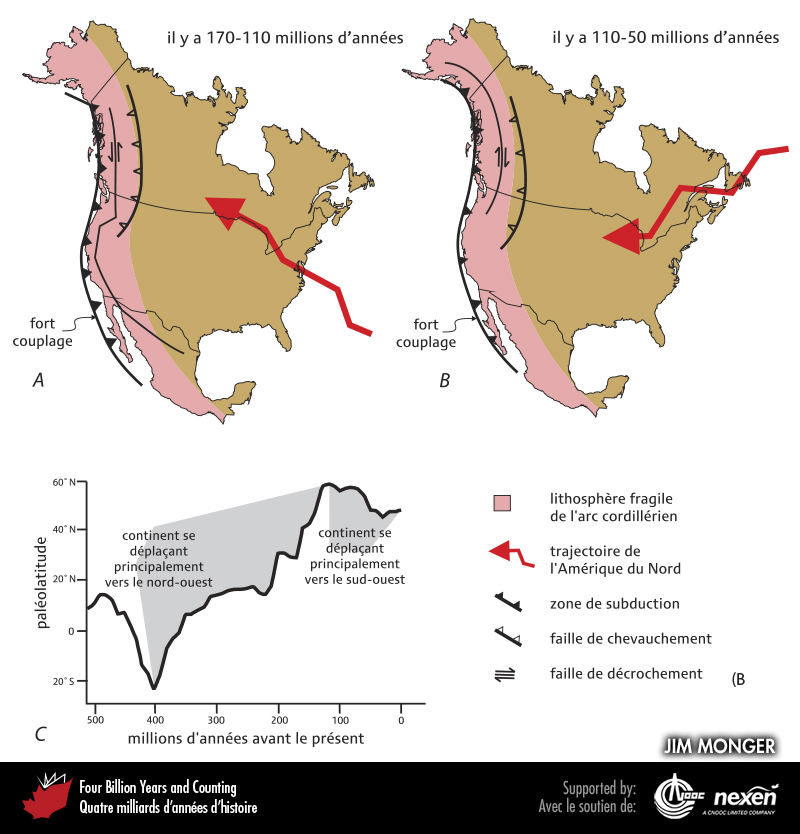 il y a 170-110 millions d'années
il y a 110-50 millions d'années
fort
couplage
A
fort
couplage
B
60°N
40°N
20°N
0
20°S
paléolatitude
continent se
déplaçant
principalement
vers le nord-ouest
continent se
déplaçant
principalement
vers le sud-ouest
500
400
300
200
100
0
millions d'années avant le présent
C
lithosphère fragile
de l'arc cordillérien
trajectoire de
l'Amérique du Nord
zone de subduction
faille de chevauchement
faille de décrochement
(B
JIM MONGER
Four Billion Years and Counting
Quatre milliards d'années d'histoire
Supported by:
Avec le soutien de:
CNOOC
nexen
A CNOOC LIMITED COMPANY